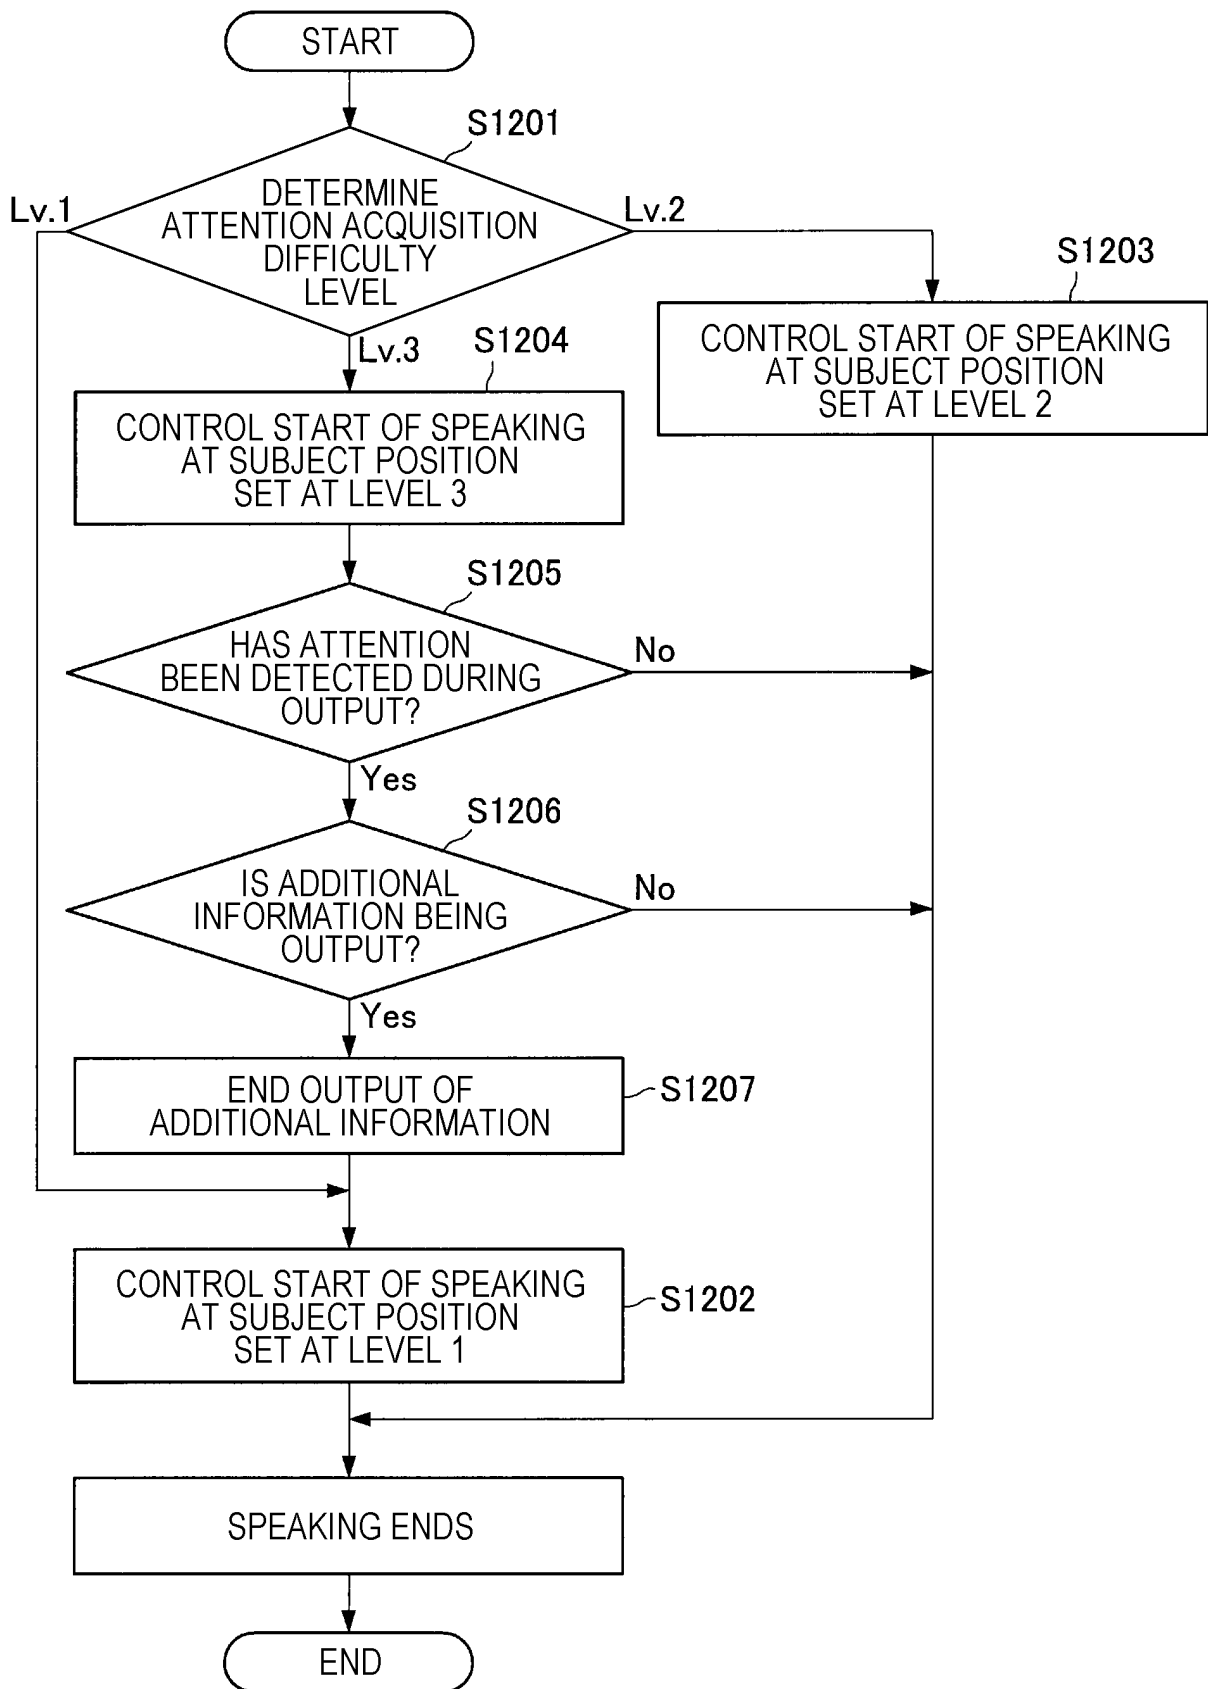 START
S1201
DETERMINE
ATTENTION ACQUISITION
DIFFICULTY
LEVEL
Lv.1
Lv.2
Lv.3
S1203
CONTROL START OF SPEAKING
AT SUBJECT POSITION
SET AT LEVEL 2
S1204
CONTROL START OF SPEAKING
AT SUBJECT POSITION
SET AT LEVEL 3
S1205
HAS ATTENTION
BEEN DETECTED DURING
OUTPUT?
No
Yes
S1206
IS ADDITIONAL
INFORMATION BEING
OUTPUT?
No
Yes
END OUTPUT OF
ADDITIONAL INFORMATION
S1207
CONTROL START OF SPEAKING
AT SUBJECT POSITION
SET AT LEVEL 1
S1202
SPEAKING ENDS
END